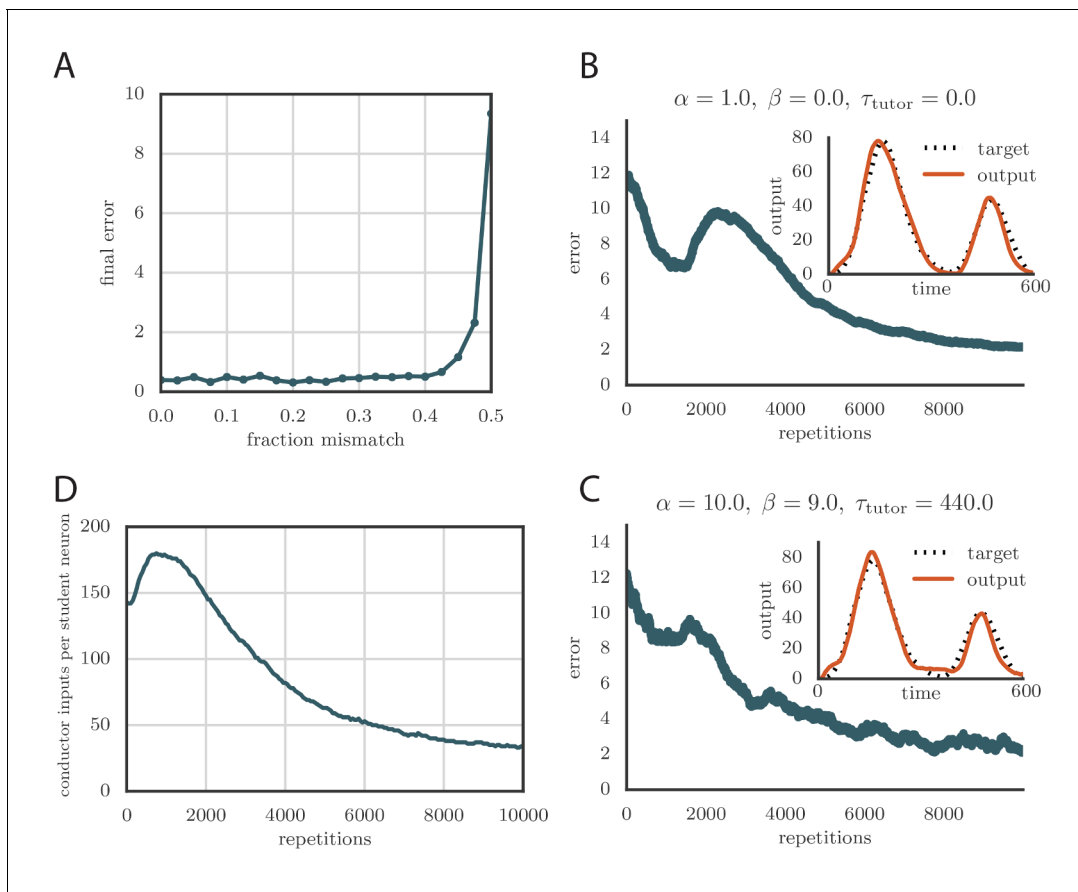 A
10
8
6
4
2
0
final error
0.0 0.1 0.2 0.3 0.4 0.5
fraction mismatch
B
α = 1.0, β = 0.0, τtutor = 0.0
14
12
10
8
6
4
2
0
error
0 2000 4000 6000 8000
repetitions
80
60
40
20
0
output
target
output
0 time 600
D
200
150
100
50
0
conductor inputs per student neuron
0 2000 4000 6000 8000 10000
repetitions
C
α = 10.0, β = 9.0, τtutor = 440.0
14
12
10
8
6
4
2
0
error
0 2000 4000 6000 8000
repetitions
80
60
40
20
0
output
target
output
0 time 600